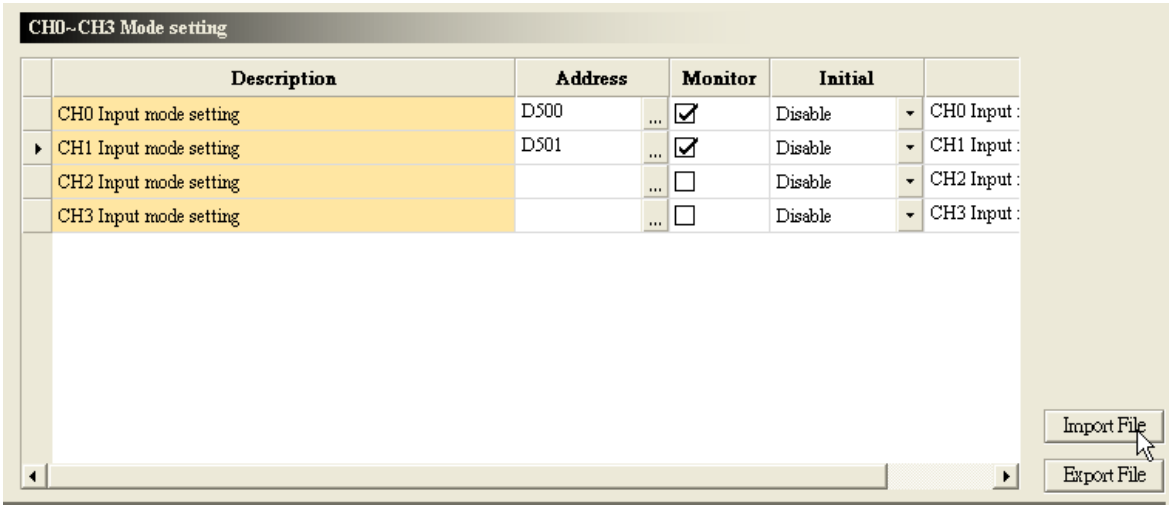 CH0~CH3 Mode setting
Description Address Monitor Initial
CH0 Input mode setting D500 ... Disable CH0 Input :
CH1 Input mode setting D501 ... Disable CH1 Input :
CH2 Input mode setting ... Disable CH2 Input :
CH3 Input mode setting ... Disable CH3 Input :
Import File
Export File